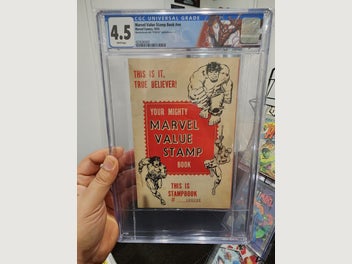 CGC UNIVERSAL GRADE
Marvel Value Stamp Book #nn
Marvel Comics, 1974
4.5
THIS IS IT,
TRUE BELIEVER!
YOUR MIGHTY
MARVEL
VALUE
STAMP
BOOK
THIS IS
STAMPBOOK
#